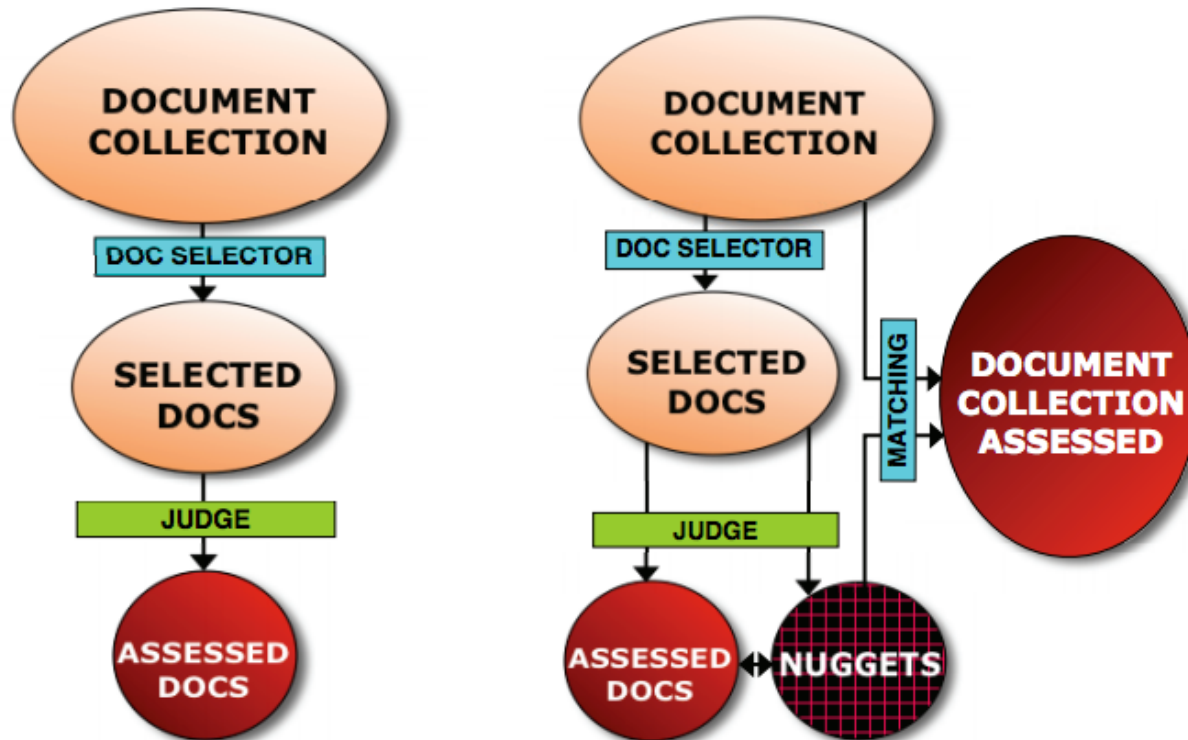 DOCUMENT
COLLECTION
DOC SELECTOR
SELECTED
DOCS
JUDGE
ASSESSED
DOCS
DOCUMENT
COLLECTION
DOC SELECTOR
SELECTED
DOCS
JUDGE
ASSESSED
DOCS
NUGGETS
MATCHING
DOCUMENT
COLLECTION
ASSESSED